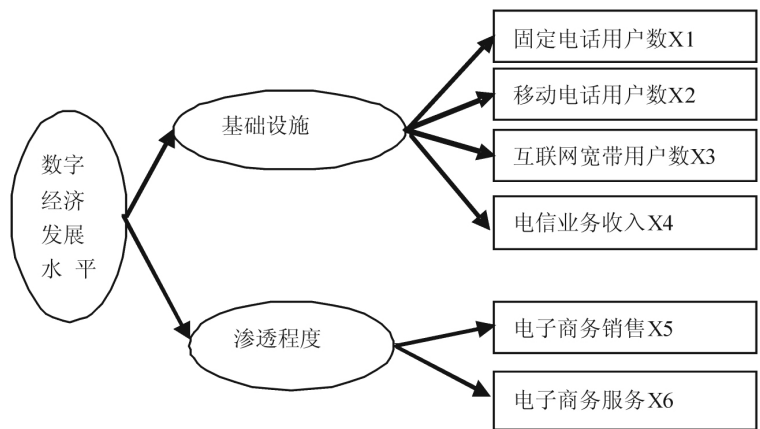 固定电话用户数X1
移动电话用户数X2
基础设施
互联网宽带用户数X3
数字
经济
发展
水 平
电信业务收入X4
电子商务销售X5
渗透程度
电子商务服务X6